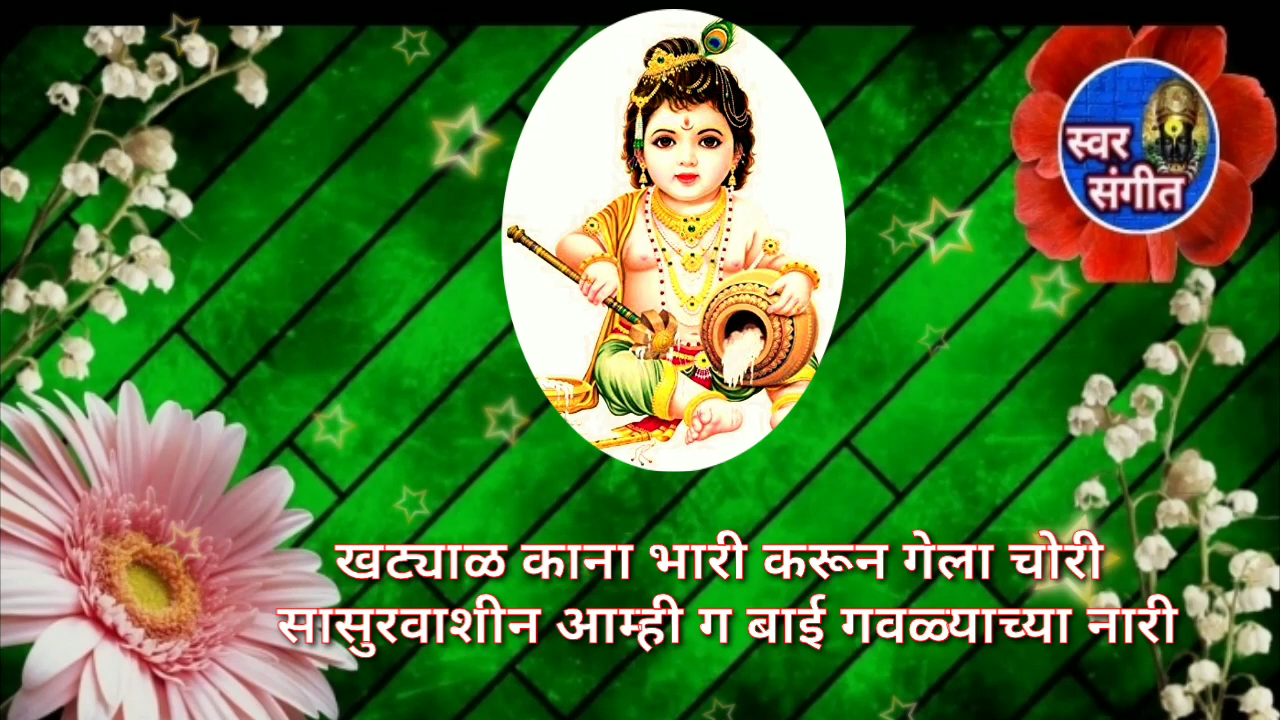 स्वर
संगीत
खट्याळ काना भारी करून गेला चोरी
सासुरवाशीन आम्ही ग बाई गवळ्याच्या नारी